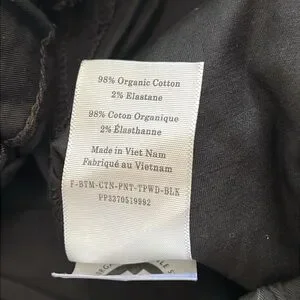 98% Organic Cotton
2% Elastane
98% Coton Organique
2% Élasthanne
Made in Viet Nam
Fabriqué au Vietnam
F-BTM-CTN-PNT-TPWD-BLK
PP3370519992